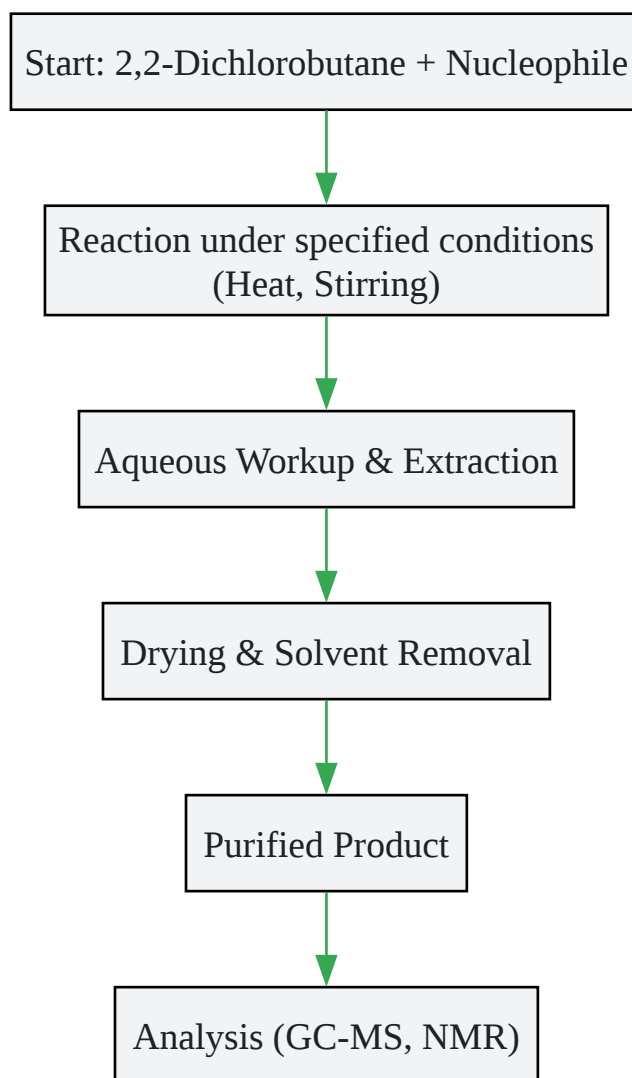 Start: 2,2-Dichlorobutane + Nucleophile
Reaction under specified conditions
(Heat, Stirring)
Aqueous Workup & Extraction
Drying & Solvent Removal
Purified Product
Analysis (GC-MS, NMR)